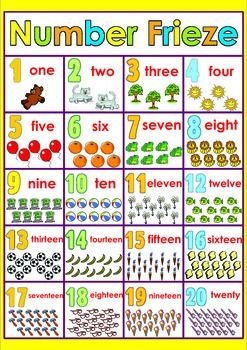 Number Frieze
1 one 2 two 3 three 4 four
5 five 6 six 7 seven 8 eight
9 nine 10 ten 11 eleven 12 twelve
13 thirteen 14 fourteen 15 fifteen 16 sixteen
17 seventeen 18 eighteen 19 nineteen 20 twenty